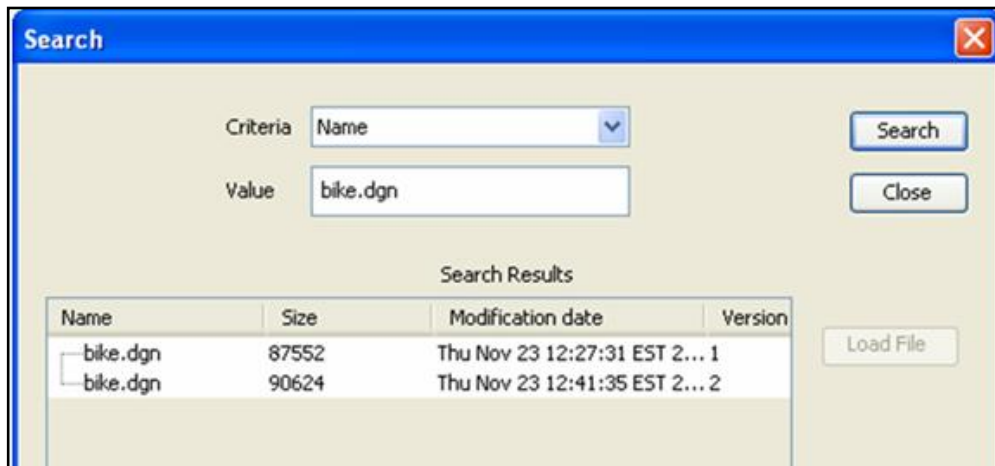 Search
Criteria Name Search
Value bike.dgn Close
Search Results
Name Size Modification date Version
bike.dgn 87552 Thu Nov 23 12:27:31 EST 2... 1
bike.dgn 90624 Thu Nov 23 12:41:35 EST 2... 2
Load File